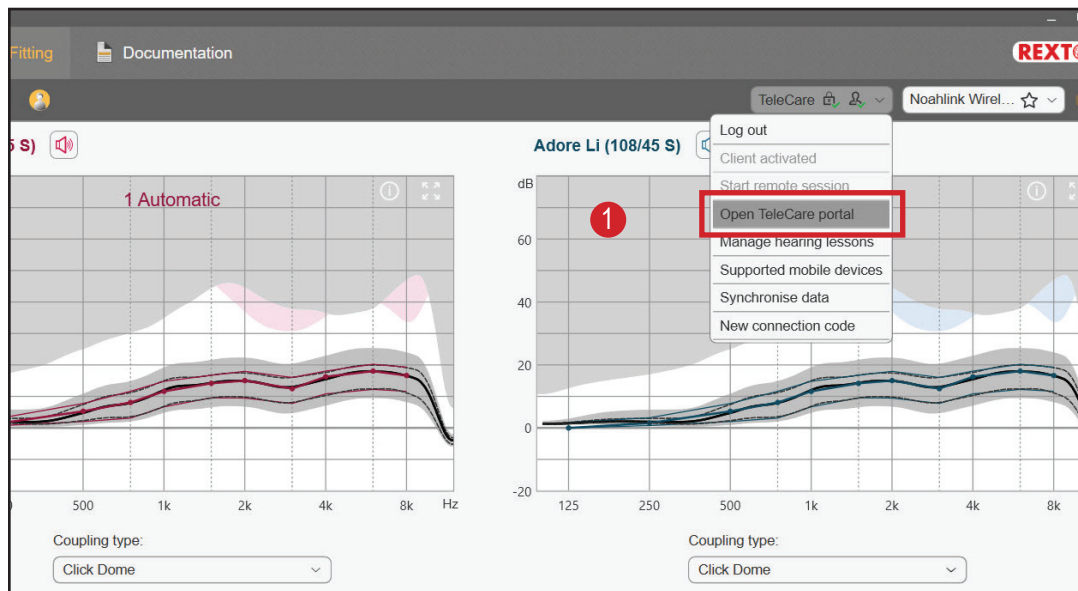 Fitting
Documentation
REXT
TeleCare
Noahlink Wirel...
S)
Adore Li (108/45 S)
Log out
Client activated
Start remote session
Open TeleCare portal
Manage hearing lessons
Supported mobile devices
Synchronise data
New connection code
1
1 Automatic
dB
60
40
20
0
-20
500
1k
2k
4k
8k
Hz
125
250
500
1k
2k
4k
8k
Coupling type:
Click Dome
Coupling type:
Click Dome